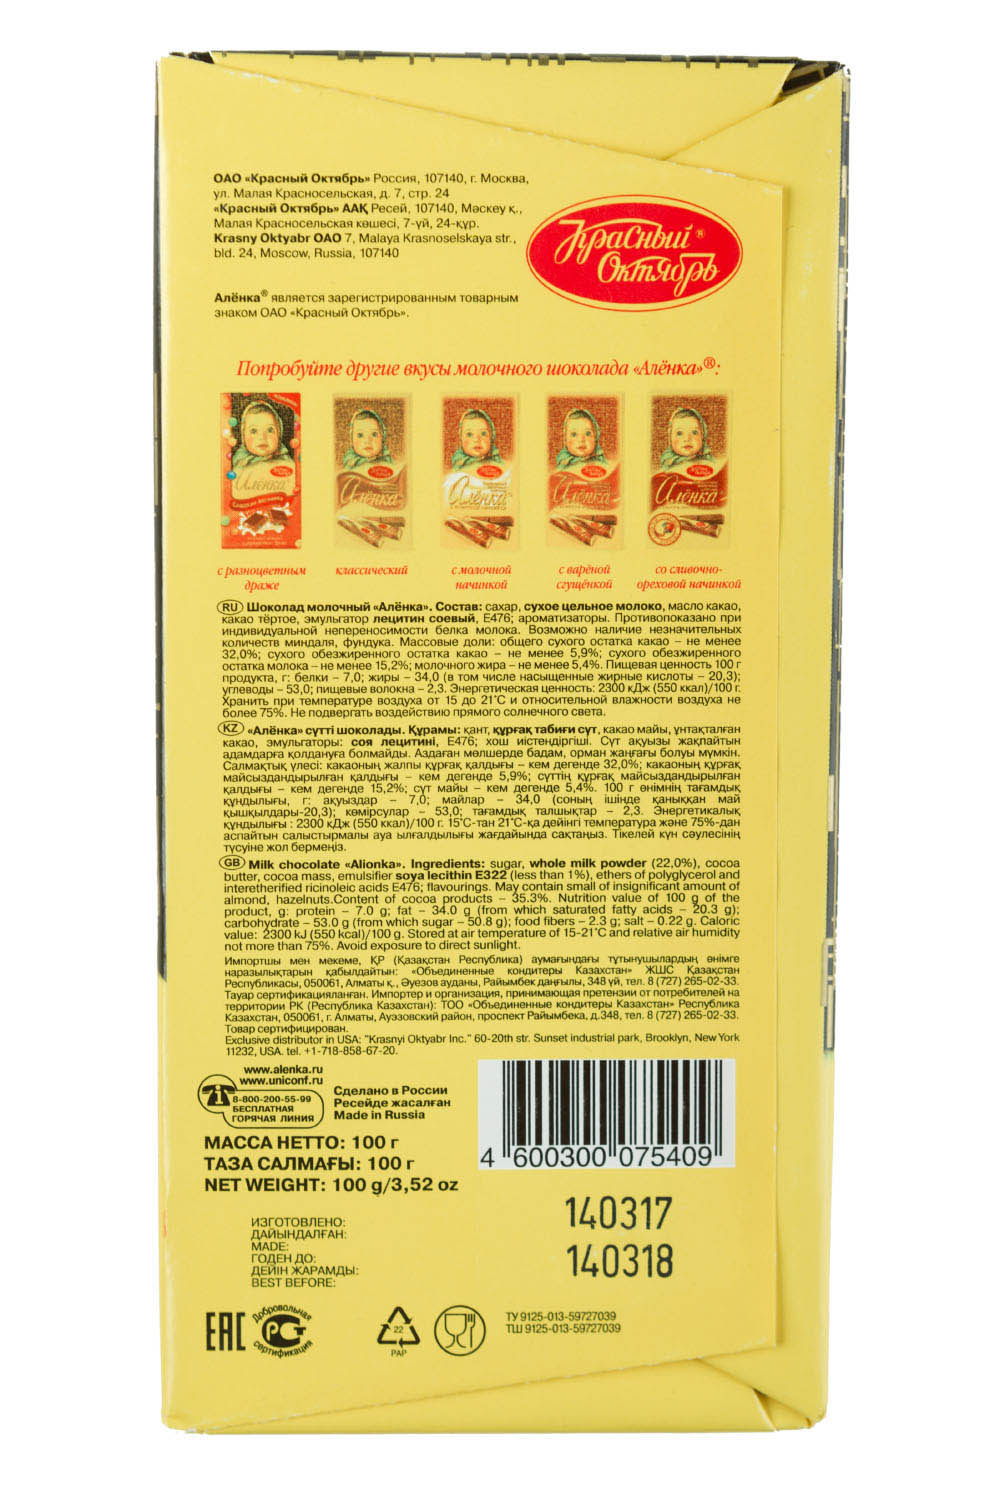 ОАО «Красный Октябрь» Россия, 107140, г. Москва,
ул. Малая Красносельская, д. 7, стр. 24
«Красный Октябрь» ААҚ Ресей, 107140, Мәскеу қ.,
Малая Красносельская көшесі, 7-үй, 24-құр.
Krasny Oktyabr OAO 7, Malaya Krasnoselskaya str.,
bld. 24, Moscow, Russia, 107140
Красный®
Октябрь
Алёнка® является зарегистрированным товарным
знаком ОАО «Красный Октябрь».
Попробуйте другие вкусы молочного шоколада «Алёнка»®:
Алёнка Алёнка Алёнка Алёнка Алёнка
с разноцветным драже
классический
с молочной начинкой
с варёной сгущёнкой
со сливочно-ореховой начинкой
RU Шоколад молочный «Алёнка». Состав: сахар, сухое цельное молоко, масло какао,
какао тёртое, эмульгатор лецитин соевый, Е476; ароматизаторы. Противопоказано при
индивидуальной непереносимости белка молока. Возможно наличие незначительных
количеств миндаля, фундука. Массовые доли: общего сухого остатка какао – не менее
32,0%; сухого обезжиренного остатка какао – не менее 5,9%; сухого обезжиренного
остатка молока – не менее 15,2%; молочного жира – не менее 5,4%. Пищевая ценность 100 г
продукта, г: белки – 7,0; жиры – 34,0 (в том числе насыщенные жирные кислоты – 20,3);
углеводы – 53,0; пищевые волокна – 2,3. Энергетическая ценность: 2300 кДж (550 ккал)/100 г.
Хранить при температуре воздуха от 15 до 21˚С и относительной влажности воздуха не
более 75%. Не подвергать воздействию прямого солнечного света.
KZ «Алёнка» сүтті шоколады. Құрамы: қант, құрғақ табиғи сүт, какао майы, ұнтақталған
какао, эмульгаторы: соя лецитині, Е476; хош иістендіргіші. Сүт ақуызы жақпайтын
адамдарға қолдануға болмайды. Аздаған мөлшерде бадам, орман жаңғағы болуы мүмкін.
Салмақтық үлесі: какаоның жалпы құрғақ қалдығы – кем дегенде 32,0%; какаоның құрғақ
майсыздандырылған қалдығы – кем дегенде 5,9%; сүттің құрғақ майсыздандырылған
қалдығы – кем дегенде 15,2%; сүт майы – кем дегенде 5,4%. 100 г өнімнің тағамдық
құндылығы, г: ақуыздар – 7,0; майлар – 34,0 (соның ішінде қаныққан май
қышқылдары-20,3); көмірсулар – 53,0; тағамдық талшықтар – 2,3. Энергетикалық
құндылығы : 2300 кДж (550 ккал)/100 г. 15˚С-тан 21˚С-қа дейінгі температура және 75%-дан
аспайтын салыстырмалы ауа ылғалдылығы жағдайында сақтаңыз. Тікелей күн сәулесінің
түсуіне жол бермеңіз.
GB Milk chocolate «Alionka». Ingredients: sugar, whole milk powder (22,0%), cocoa
butter, cocoa mass, emulsifier soya lecithin E322 (less than 1%), ethers of polyglycerol and
interetherified ricinoleic acids E476; flavourings. May contain small of insignificant amount of
almond, hazelnuts.Content of cocoa products – 35.3%. Nutrition value of 100 g of the
product, g: protein – 7.0 g; fat – 34.0 g (from which saturated fatty acids – 20.3 g);
carbohydrate – 53.0 g (from which sugar – 50.8 g); food fibers – 2,3 g; salt – 0.22 g. Caloric
value: 2300 kJ (550 kcal)/100 g. Stored at air temperature of 15-21˚C and relative air humidity
not more than 75%. Avoid exposure to direct sunlight.
Импортшы мен мекеме, ҚР (Қазақстан Республика) аумағындағы тұтынушылардың өнімге
наразылықтарын қабылдайтын: «Объединенные кондитеры Казахстан» ЖШС Қазақстан
Республикасы, 050061, Алматы қ., Әуезов ауданы, Райымбек даңғылы, 348 үй, тел. 8 (727) 265-02-33.
Тауар сертификацияланған. Импортер и организация, принимающая претензии от потребителей на
территории РК (Республика Казахстан): ТОО «Объединенные кондитеры Казахстан» Республика
Казахстан, 050061, г. Алматы, Ауэзовский район, проспект Райымбека, д.348, тел. 8 (727) 265-02-33.
Товар сертифицирован.
Exclusive distributor in USA: "Krasnyi Oktyabr Inc." 60-20th str. Sunset industrial park, Brooklyn, New York
11232, USA. tel. +1-718-858-67-20.
www.alenka.ru
www.uniconf.ru
8-800-200-55-99
БЕСПЛАТНАЯ
ГОРЯЧАЯ ЛИНИЯ
Сделано в России
Ресейде жасалған
Made in Russia
4 600300 075409
МАССА НЕТТО: 100 г
ТАЗА САЛМАҒЫ: 100 г
NET WEIGHT: 100 g/3,52 oz
ИЗГОТОВЛЕНО:
ДАЙЫНДАЛҒАН:
MADE:
ГОДЕН ДО:
ДЕЙІН ЖАРАМДЫ:
BEST BEFORE:
140317
140318
EAC
Добровольная
РСТ
сертификация
22
PAP
ТУ 9125-013-59727039
ТШ 9125-013-59727039